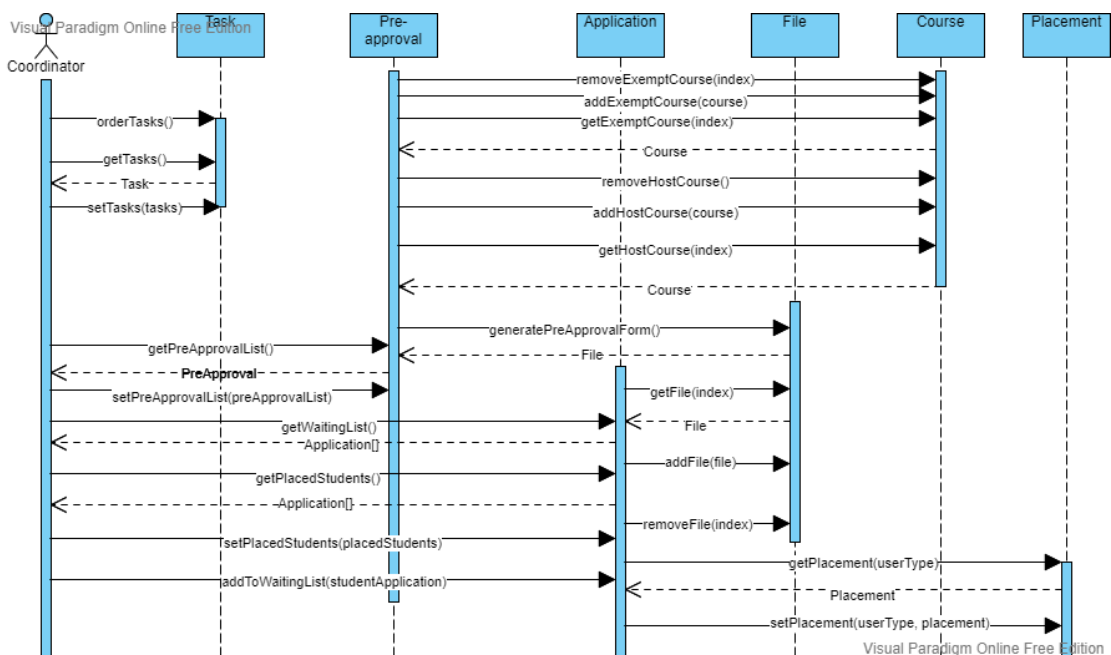 Visual Paradigm Online Free Edition
Coordinator
Task
Pre-
approval
Application
File
Course
Placement
removeExemptCourse(index)
addExemptCourse(course)
orderTasks()
getExemptCourse(index)
Course
getTasks()
Task
removeHostCourse()
setTasks(tasks)
addHostCourse(course)
getHostCourse(index)
Course
generatePreApprovalForm()
getPreApprovalList()
File
PreApproval
getFile(index)
setPreApprovalList(preApprovalList)
getWaitingList()
File
Application[]
addFile(file)
getPlacedStudents()
Application[]
removeFile(index)
setPlacedStudents(placedStudents)
getPlacement(userType)
addToWaitingList(studentApplication)
Placement
setPlacement(userType, placement)
Visual Paradigm Online Free Edition